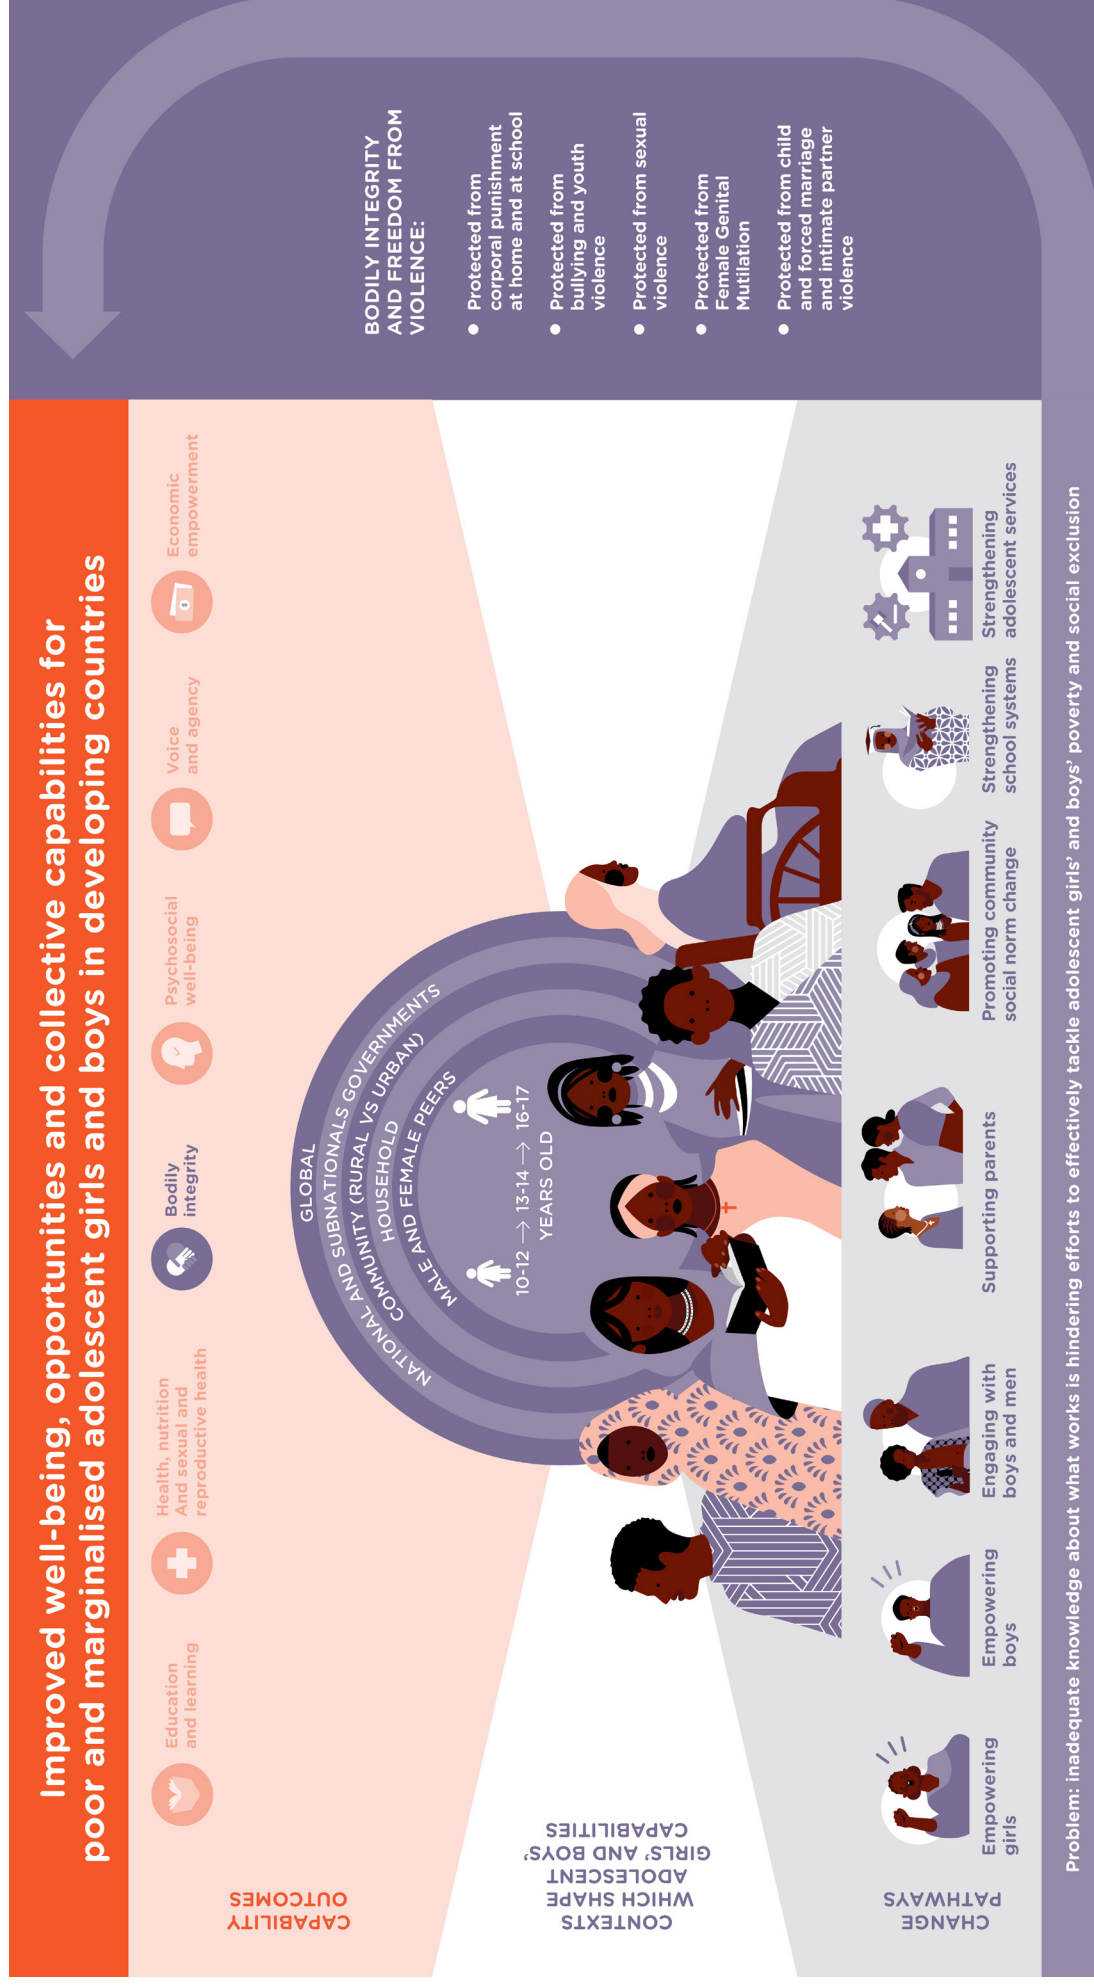 Improved well-being, opportunities and collective capabilities for
poor and marginalised adolescent girls and boys in developing countries
CAPABILITY
OUTCOMES
Education
and learning
Health, nutrition
And sexual and
reproductive health
Bodily
integrity
Psychosocial
well-being
Voice
and agency
Economic
empowerment
CONTEXTS
WHICH SHAPE
ADOLESCENT
GIRLS’ AND BOYS’
CAPABILITIES
GLOBAL
NATIONAL AND SUBNATIONALS GOVERNMENTS
COMMUNITY (RURAL VS URBAN)
HOUSEHOLD
MALE AND FEMALE PEERS
10-12 → 13-14 → 16-17
YEARS OLD
CHANGE
PATHWAYS
Empowering
girls
Empowering
boys
Engaging with
boys and men
Supporting parents
Promoting community
social norm change
Strengthening
school systems
Strengthening
adolescent services
BODILY INTEGRITY
AND FREEDOM FROM
VIOLENCE:
● Protected from
corporal punishment
at home and at school
● Protected from
bullying and youth
violence
● Protected from sexual
violence
● Protected from
Female Genital
Mutilation
● Protected from child
and forced marriage
and intimate partner
violence
Problem: inadequate knowledge about what works is hindering efforts to effectively tackle adolescent girls’ and boys’ poverty and social exclusion